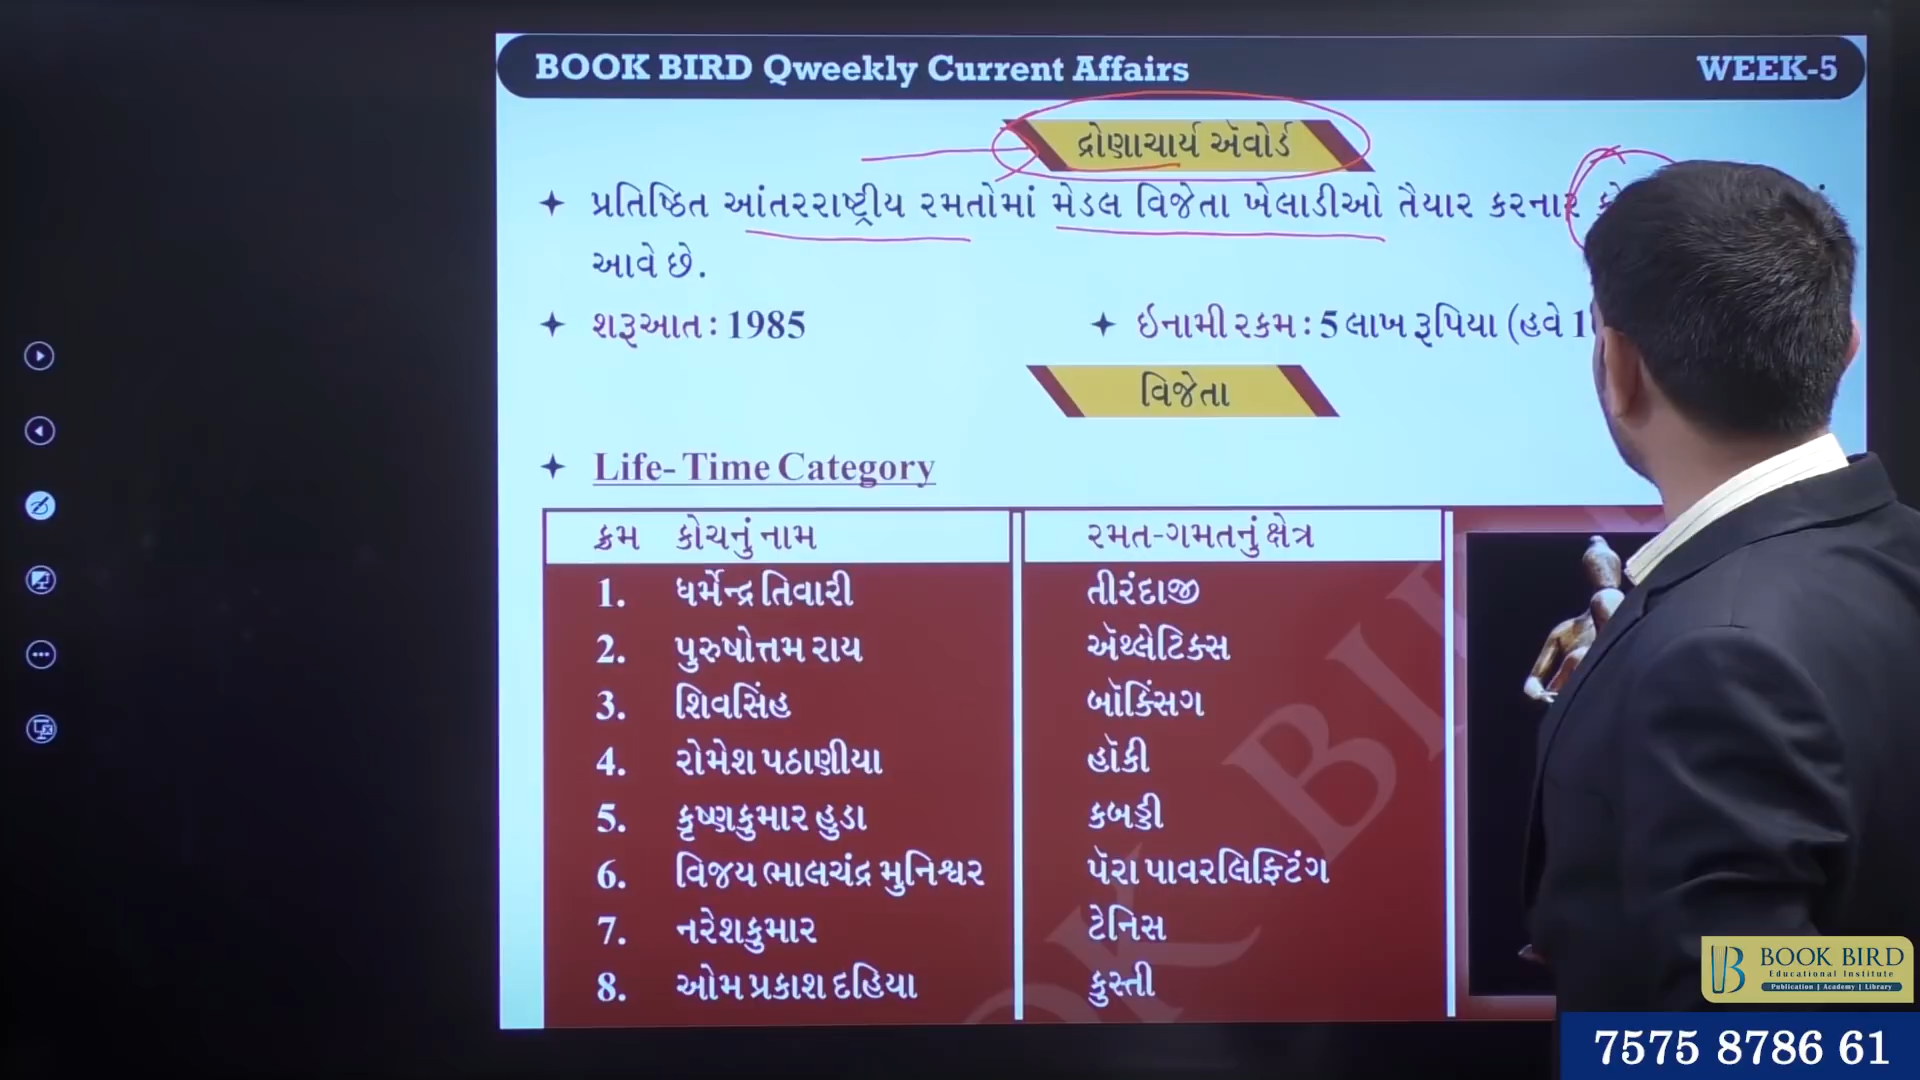 BOOK BIRD Qweekly Current Affairs WEEK-5
દ્રોણાચાર્ય ઍવોર્ડ
પ્રતિષ્ઠિત આંતરરાષ્ટ્રીય રમતોમાં મેડલ વિજેતા ખેલાડીઓ તૈયાર કરનાર
આવે છે.
શરૂઆત : 1985 ઇનામી રકમ : 5 લાખ રૂપિયા (હવે
વિજેતા
Life- Time Category
ક્રમ કોચનું નામ રમત-ગમતનું ક્ષેત્ર
1. ધર્મેન્દ્ર તિવારી તીરંદાજી
2. પુરુષોત્તમ રાય ઍથ્લેટિક્સ
3. શિવસિંહ બૉક્સિંગ
4. રોમેશ પઠાણીયા હૉકી
5. કૃષ્ણકુમાર હુડા કબડ્ડી
6. વિજય ભાલચંદ્ર મુનિશ્વર પૅરા પાવરલિફ્ટિંગ
7. નરેશકુમાર ટેનિસ
8. ઓમ પ્રકાશ દહિયા કુસ્તી
BOOK BIRD
Educational Institute
Publication | Academy | Library
7575 8786 61